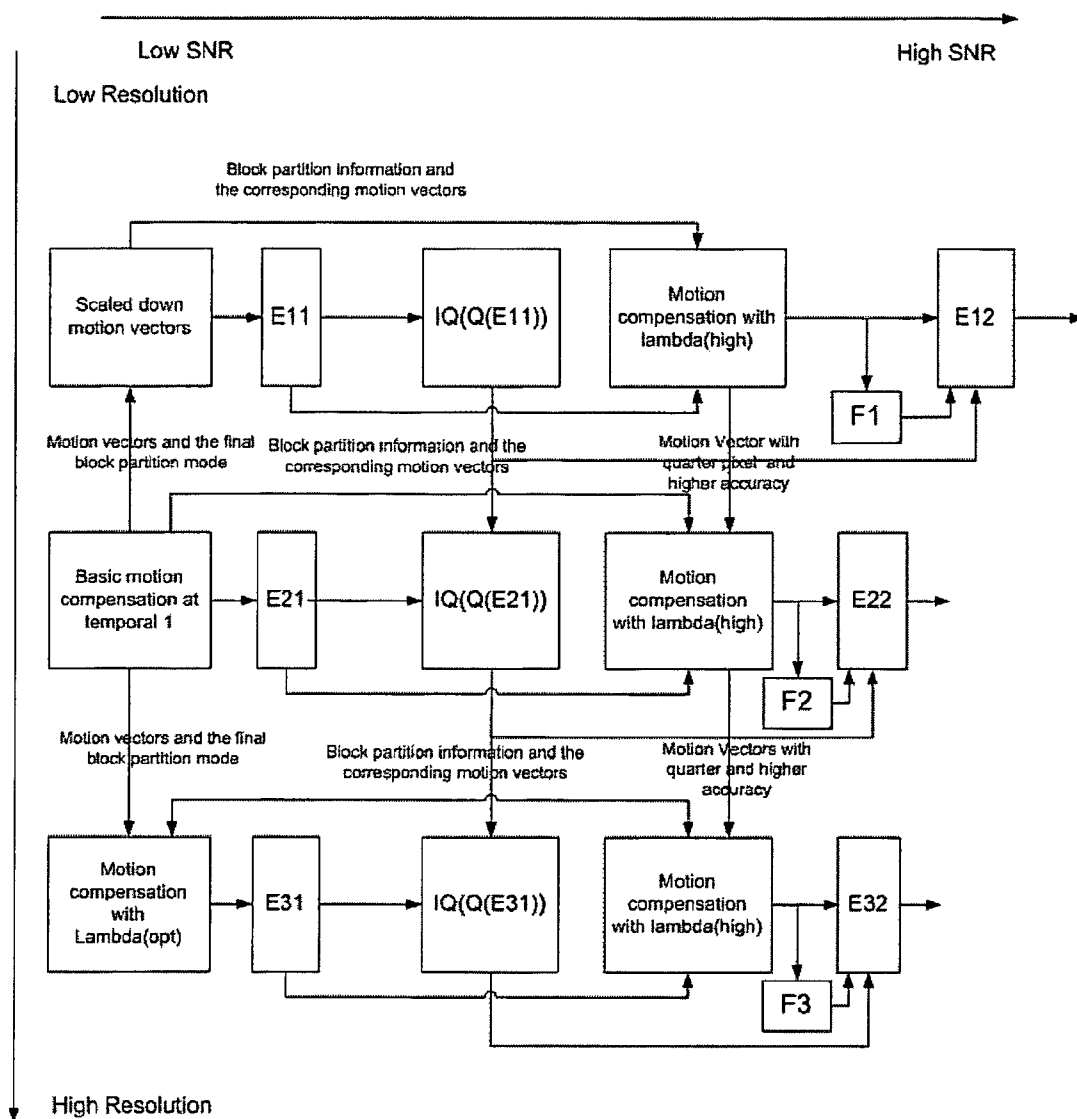 Low SNR
High SNR
Low Resolution
Block partition information and
the corresponding motion vectors
Scaled down
motion vectors
E11
IQ(Q(E11))
Motion
compensation with
lambda(high)
E12
F1
Motion vectors and the final
block partition mode
Block partition information and the
corresponding motion vectors
Motion Vector with
quarter pixel and
higher accuracy
Basic motion
compensation at
temporal 1
E21
IQ(Q(E21))
Motion
compensation
with lambda(high)
E22
F2
Motion vectors and the final
block partition mode
Block partition information and the
corresponding motion vectors
Motion Vectors with
quarter and higher
accuracy
Motion
compensation
with
Lambda(opt)
E31
IQ(Q(E31))
Motion
compensation
with lambda(high)
E32
F3
High Resolution